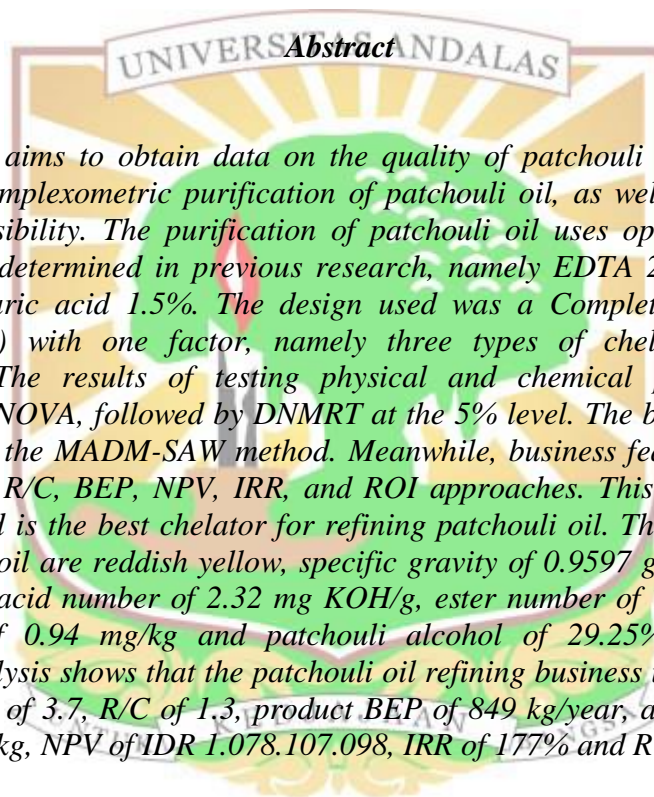 UNIVERSITAS ANDALAS
Abstract
aims to obtain data on the quality of patchouli
mplexometric purification of patchouli oil, as wel
sibility. The purification of patchouli oil uses op
determined in previous research, namely EDTA 2
uric acid 1.5%. The design used was a Complet
) with one factor, namely three types of chel
The results of testing physical and chemical p
NOVA, followed by DNMRT at the 5% level. The b
the MADM-SAW method. Meanwhile, business fea
R/C, BEP, NPV, IRR, and ROI approaches. This
d is the best chelator for refining patchouli oil. Th
oil are reddish yellow, specific gravity of 0.9597 g
acid number of 2.32 mg KOH/g, ester number of
f 0.94 mg/kg and patchouli alcohol of 29.25%
lysis shows that the patchouli oil refining business i
of 3.7, R/C of 1.3, product BEP of 849 kg/year, a
kg, NPV of IDR 1.078.107.098, IRR of 177% and R